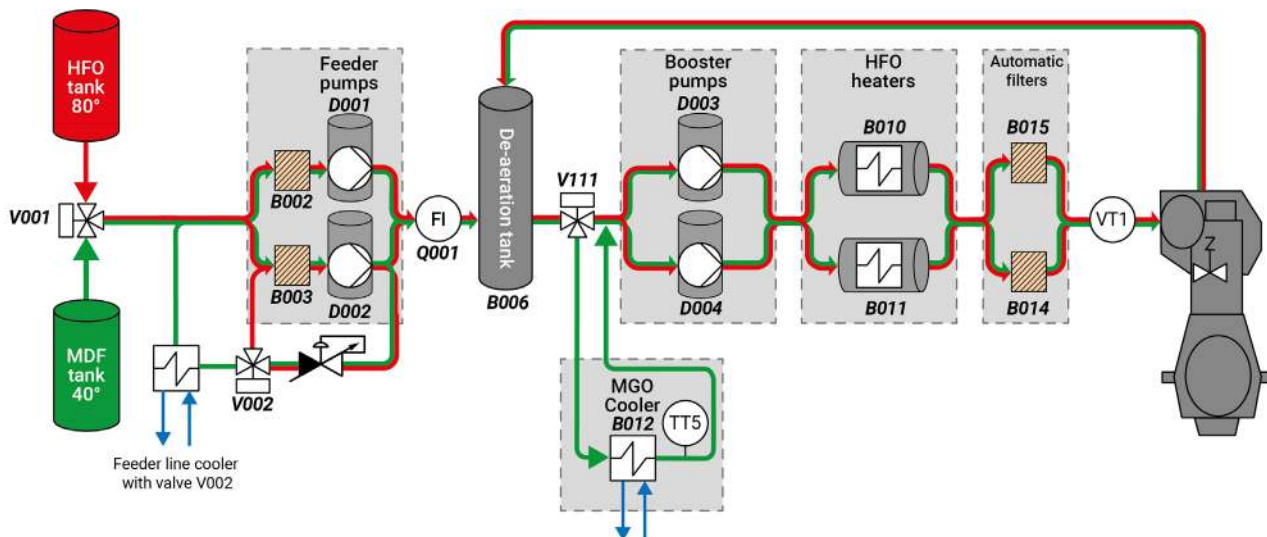 HFO
tank
80°
V001
MDF
tank
40°
Feeder line cooler
with valve V002
V002
Feeder
pumps
D001
B002
B003
D002
FI
Q001
De-aeration tank
B006
V111
Booster
pumps
D003
D004
MGO
Cooler
B012
TT5
HFO
heaters
B010
B011
Automatic
filters
B015
B014
VT1
Z